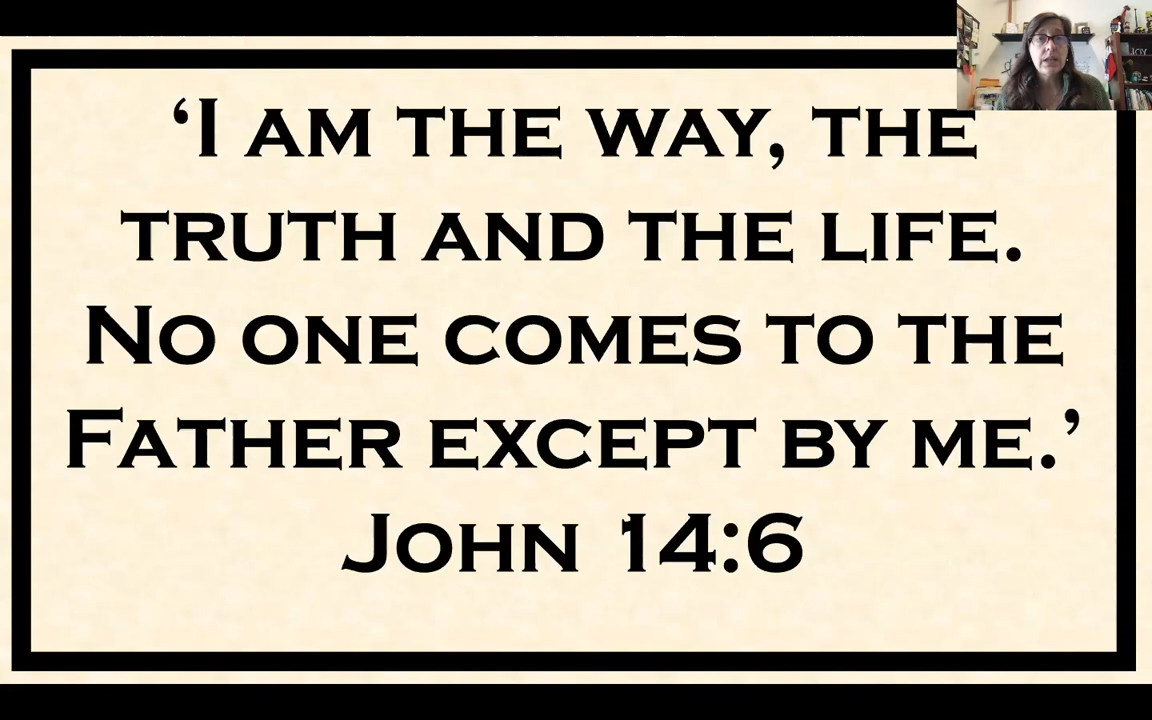 ‘I AM THE WAY, THE
TRUTH AND THE LIFE.
NO ONE COMES TO THE
FATHER EXCEPT BY ME.’
JOHN 14:6
JOY